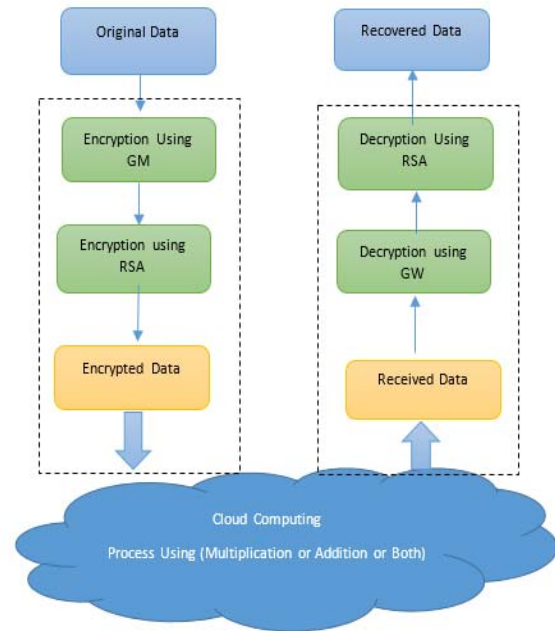 Original Data
Encryption Using
GM
Encryption using
RSA
Encrypted Data
Recovered Data
Decryption Using
RSA
Decryption using
GW
Received Data
Cloud Computing
Process Using (Multiplication or Addition or Both)